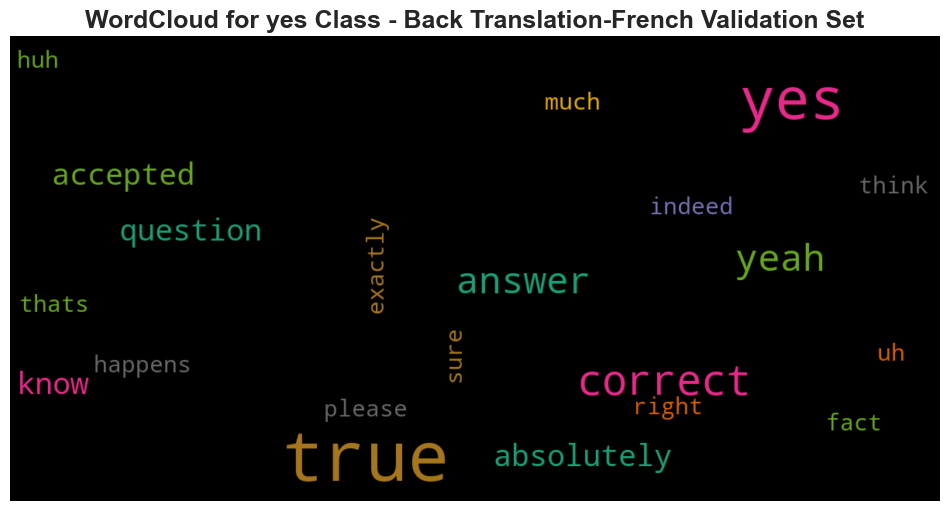 WordCloud for yes Class - Back Translation-French Validation Set
huh
much
yes
accepted
think
indeed
question
exactly
yeah
answer
thats
sure
uh
happens
know
correct
please
right
fact
true
absolutely